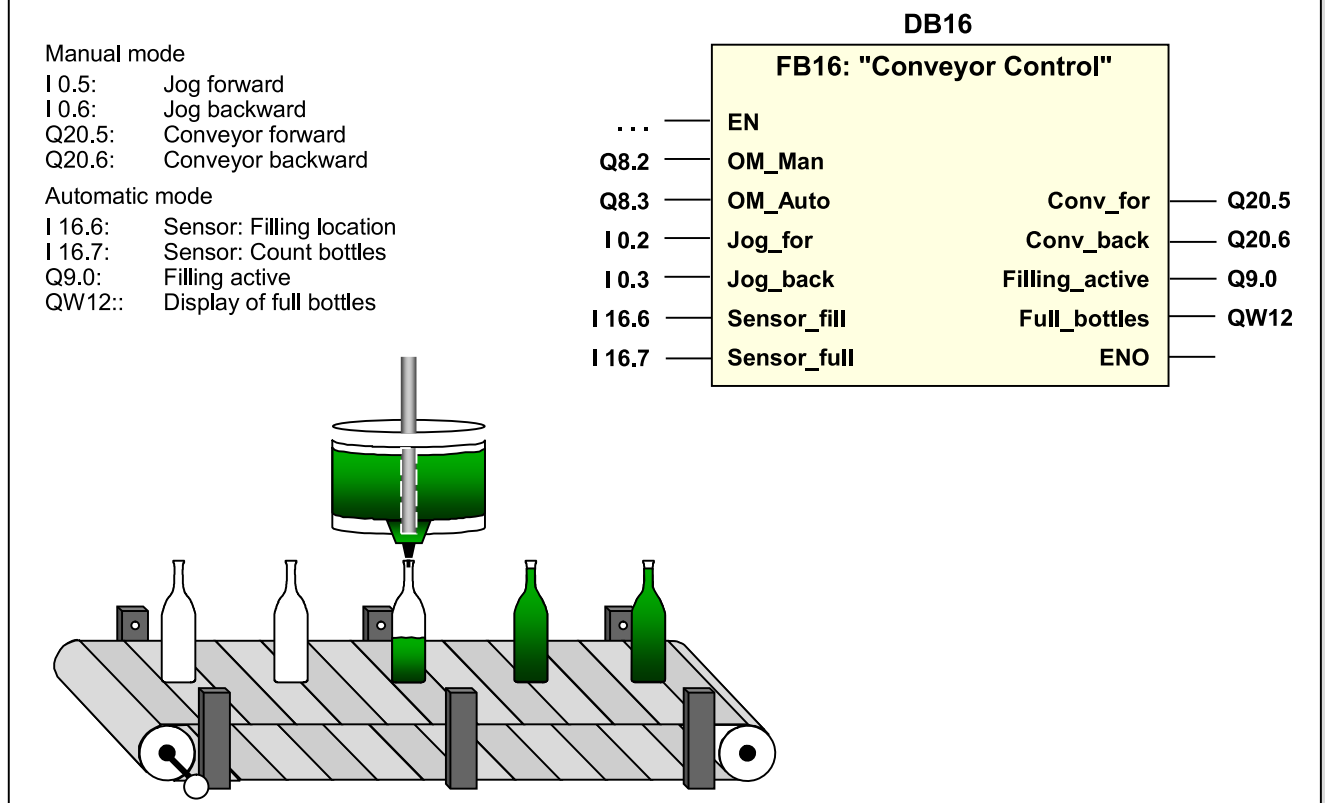 Manual mode
I 0.5: Jog forward
I 0.6: Jog backward
Q20.5: Conveyor forward
Q20.6: Conveyor backward
Automatic mode
I 16.6: Sensor: Filling location
I 16.7: Sensor: Count bottles
Q9.0: Filling active
QW12:: Display of full bottles
DB16
FB16: "Conveyor Control"
. . . EN
Q8.2 OM_Man
Q8.3 OM_Auto Conv_for Q20.5
I 0.2 Jog_for Conv_back Q20.6
I 0.3 Jog_back Filling_active Q9.0
I 16.6 Sensor_fill Full_bottles QW12
I 16.7 Sensor_full ENO